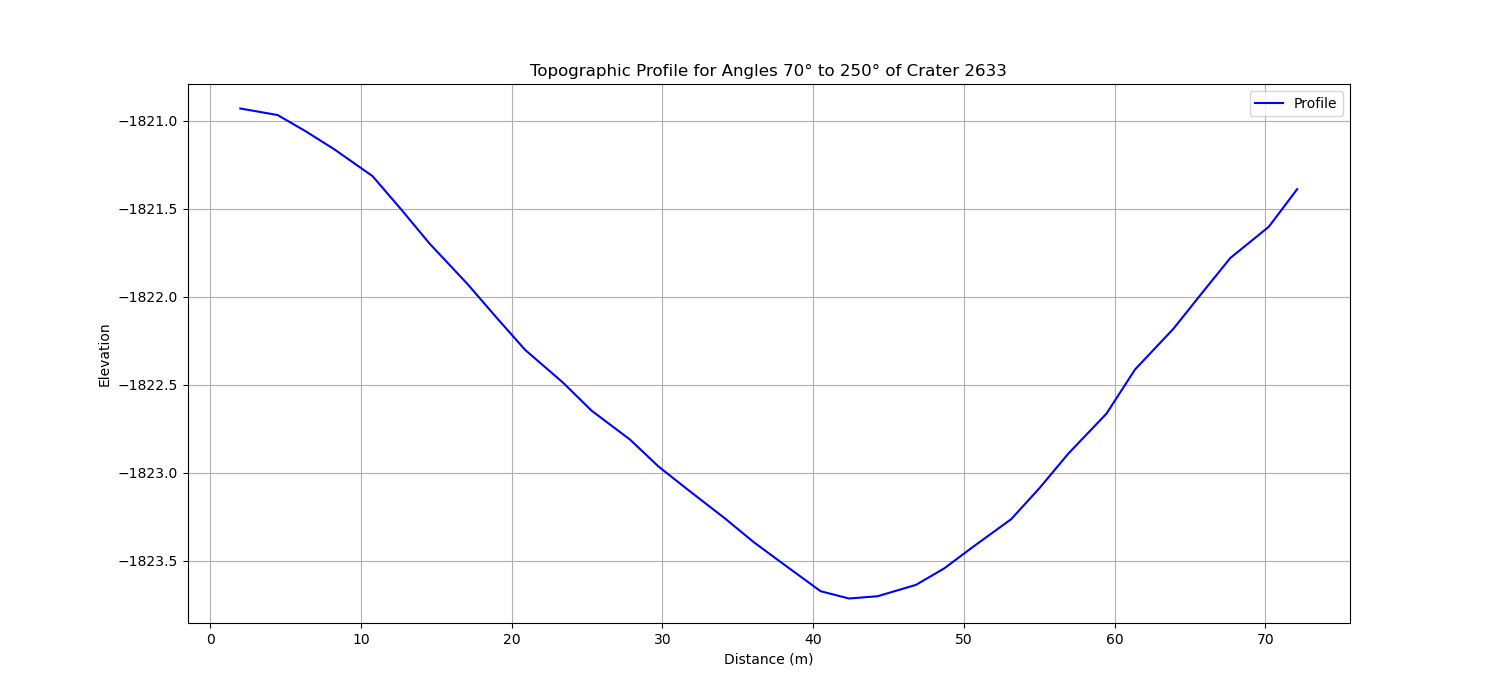 Topographic Profile for Angles 70° to 250° of Crater 2633
Profile
−1821.0
−1821.5
−1822.0
−1822.5
−1823.0
−1823.5
Elevation
0 10 20 30 40 50 60 70
Distance (m)